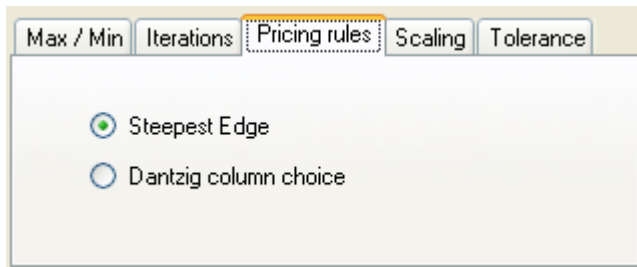 Max / Min Iterations Pricing rules Scaling Tolerance
Steepest Edge
Dantzig column choice